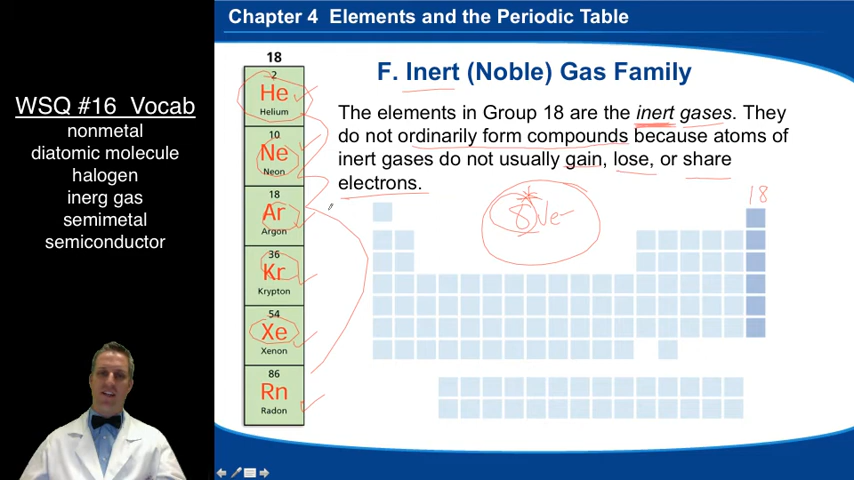 Chapter 4 Elements and the Periodic Table
WSQ #16 Vocab
nonmetal
diatomic molecule
halogen
inerg gas
semimetal
semiconductor
18
2
He
Helium
10
Ne
Neon
18
Ar
Argon
36
Kr
Krypton
54
Xe
Xenon
86
Rn
Radon
F. Inert (Noble) Gas Family
The elements in Group 18 are the inert gases. They
do not ordinarily form compounds because atoms of
inert gases do not usually gain, lose, or share
electrons.
8 Ve-
18